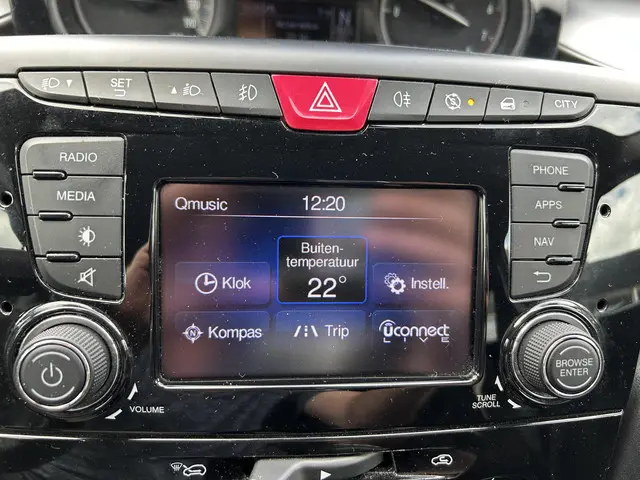 SET
CITY
RADIO
MEDIA
PHONE
APPS
NAV
Qmusic 12:20
Buiten-
temperatuur
22°
Klok
Instell.
N Kompas
Trip
Uconnect
LIVE
VOLUME
BROWSE
ENTER
TUNE
SCROLL